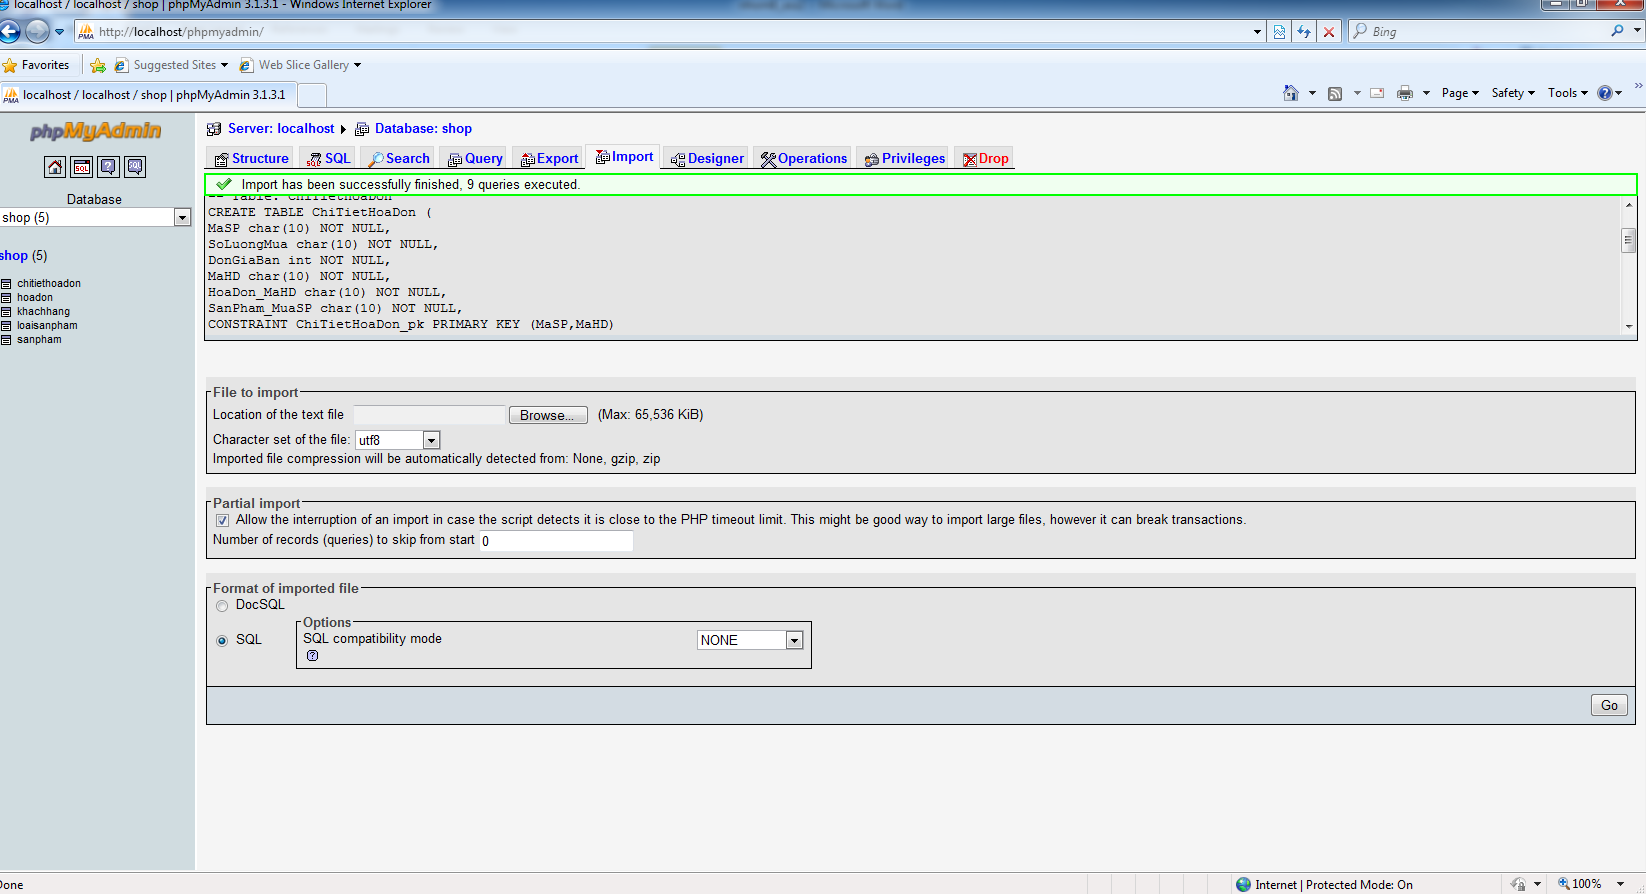 localhost / localhost / shop | phpMyAdmin 3.1.3.1 - Windows Internet Explorer
http://localhost/phpmyadmin/
Bing
Favorites
Suggested Sites
Web Slice Gallery
localhost / localhost / shop | phpMyAdmin 3.1.3.1
Page
Safety
Tools
phpMyAdmin
Database
shop (5)
shop (5)
chitiethoadon
hoadon
khachhang
loaisanpham
sanpham
Server: localhost
Database: shop
Structure
SQL
Search
Query
Export
Import
Designer
Operations
Privileges
Drop
Import has been successfully finished, 9 queries executed.
-- Table: ChiTietHoaDon
CREATE TABLE ChiTietHoaDon (
MaSP char(10) NOT NULL,
SoLuongMua char(10) NOT NULL,
DonGiaBan int NOT NULL,
MaHD char(10) NOT NULL,
HoaDon_MaHD char(10) NOT NULL,
SanPham_MuaSP char(10) NOT NULL,
CONSTRAINT ChiTietHoaDon_pk PRIMARY KEY (MaSP,MaHD)
File to import
Location of the text file
Browse...
(Max: 65,536 KiB)
Character set of the file: utf8
Imported file compression will be automatically detected from: None, gzip, zip
Partial import
Allow the interruption of an import in case the script detects it is close to the PHP timeout limit. This might be good way to import large files, however it can break transactions.
Number of records (queries) to skip from start 0
Format of imported file
DocSQL
SQL
Options
SQL compatibility mode
NONE
Go
Done
Internet | Protected Mode: On
100%